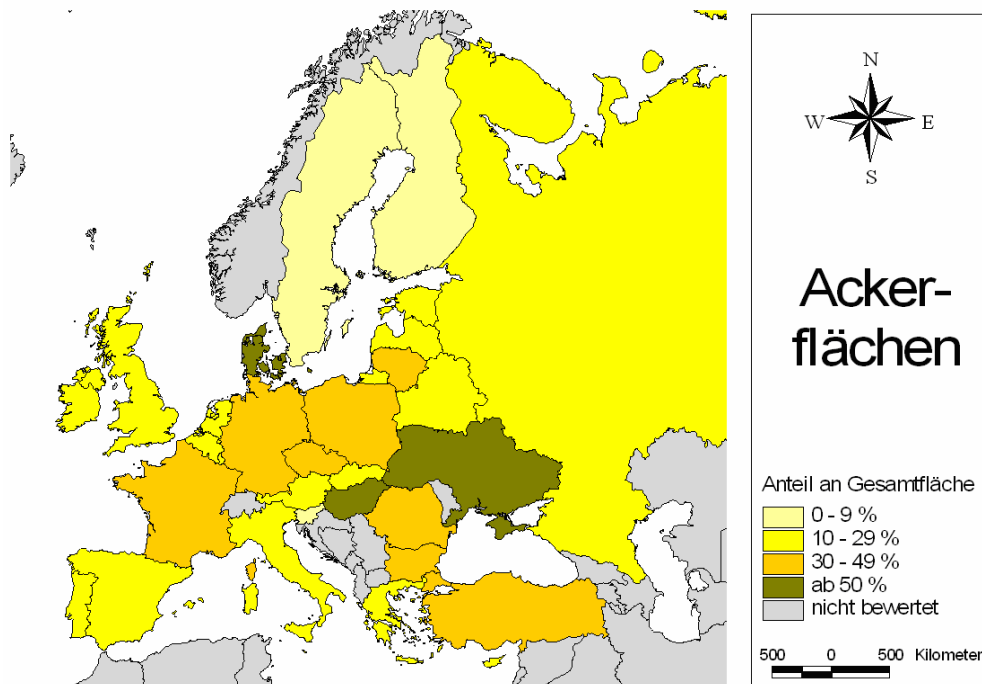 N
W E
S
Acker-
flächen
Anteil an Gesamtfläche
0 - 9 %
10 - 29 %
30 - 49 %
ab 50 %
nicht bewertet
500 0 500 Kilometer